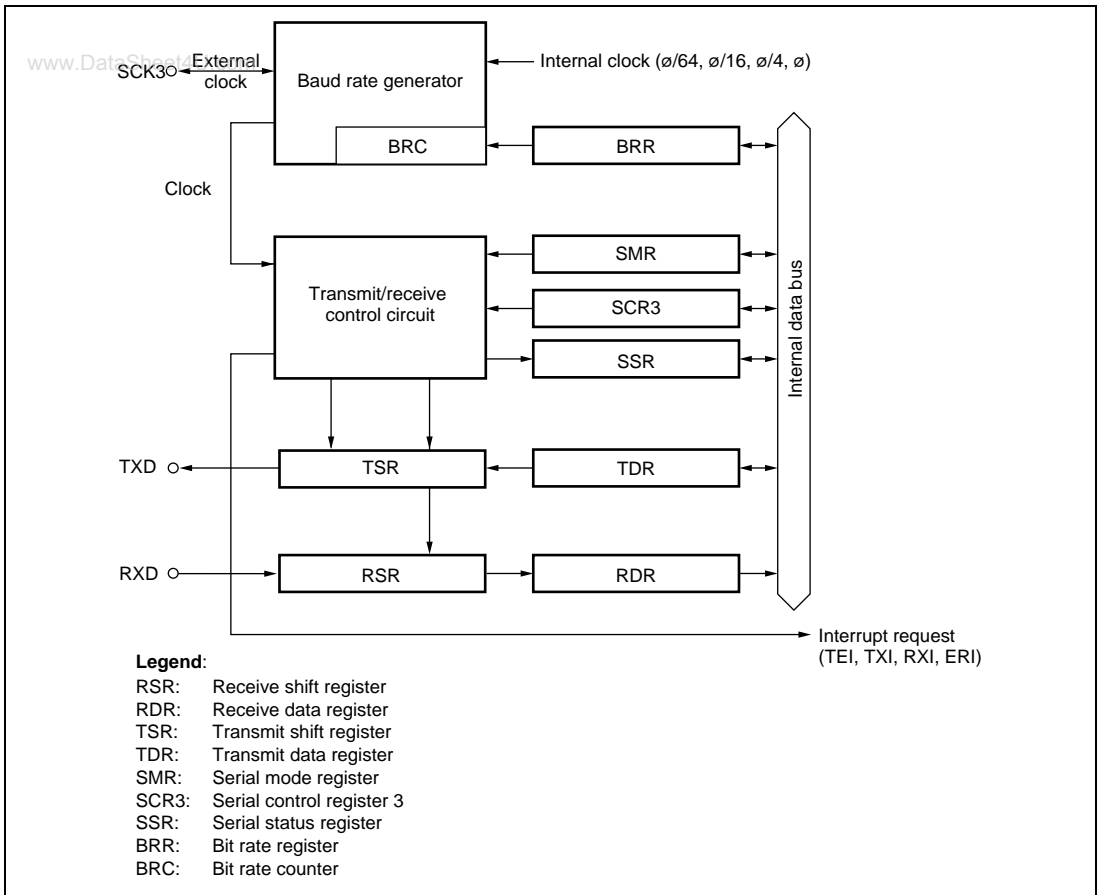 www.DataSheet4U.com
SCK3
External
clock
Baud rate generator
Internal clock (ø/64, ø/16, ø/4, ø)
BRC
BRR
Clock
Transmit/receive
control circuit
SMR
SCR3
SSR
Internal data bus
TXD
TSR
TDR
RXD
RSR
RDR
Interrupt request
(TEI, TXI, RXI, ERI)
Legend:
RSR: Receive shift register
RDR: Receive data register
TSR: Transmit shift register
TDR: Transmit data register
SMR: Serial mode register
SCR3: Serial control register 3
SSR: Serial status register
BRR: Bit rate register
BRC: Bit rate counter